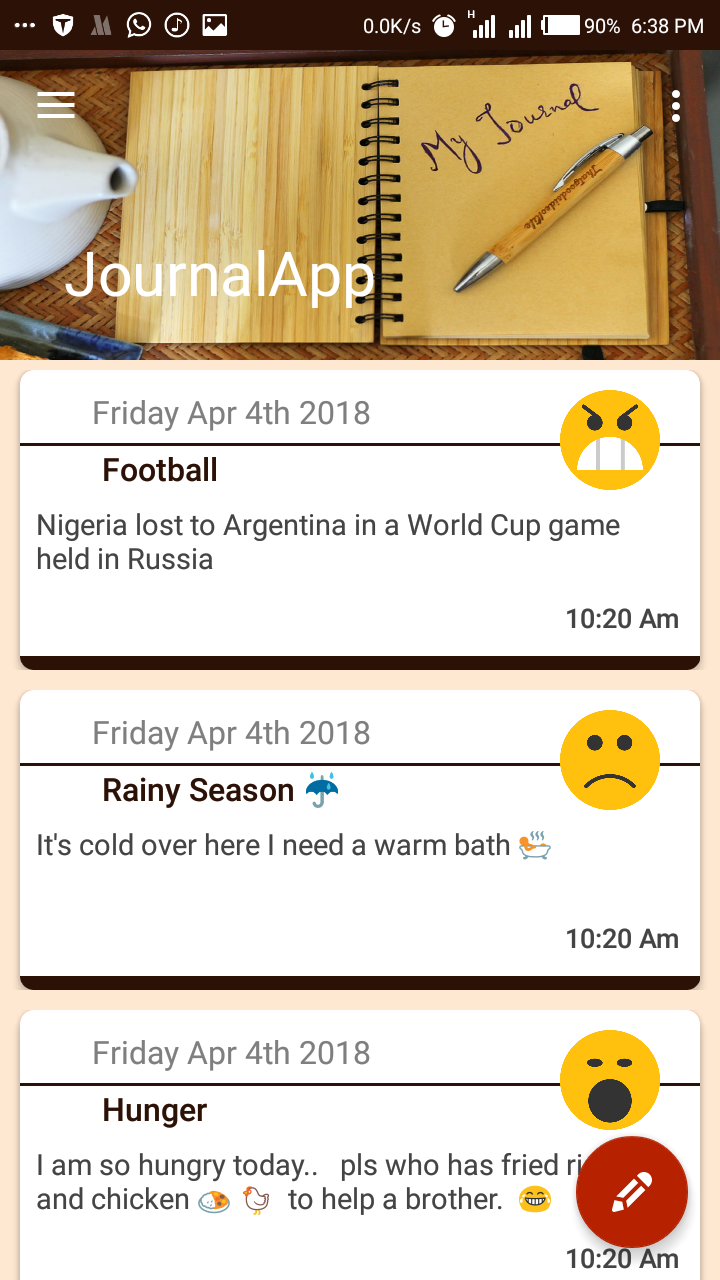 0.0K/s H 90% 6:38 PM
My Journal
Thatgoodvideolife
JournalApp
Friday Apr 4th 2018
Football
Nigeria lost to Argentina in a World Cup game
held in Russia
10:20 Am
Friday Apr 4th 2018
Rainy Season ☔
It's cold over here I need a warm bath 🛀
10:20 Am
Friday Apr 4th 2018
Hunger
I am so hungry today.. pls who has fried ri
and chicken 🍛 🐓 to help a brother. 😂
10:20 Am